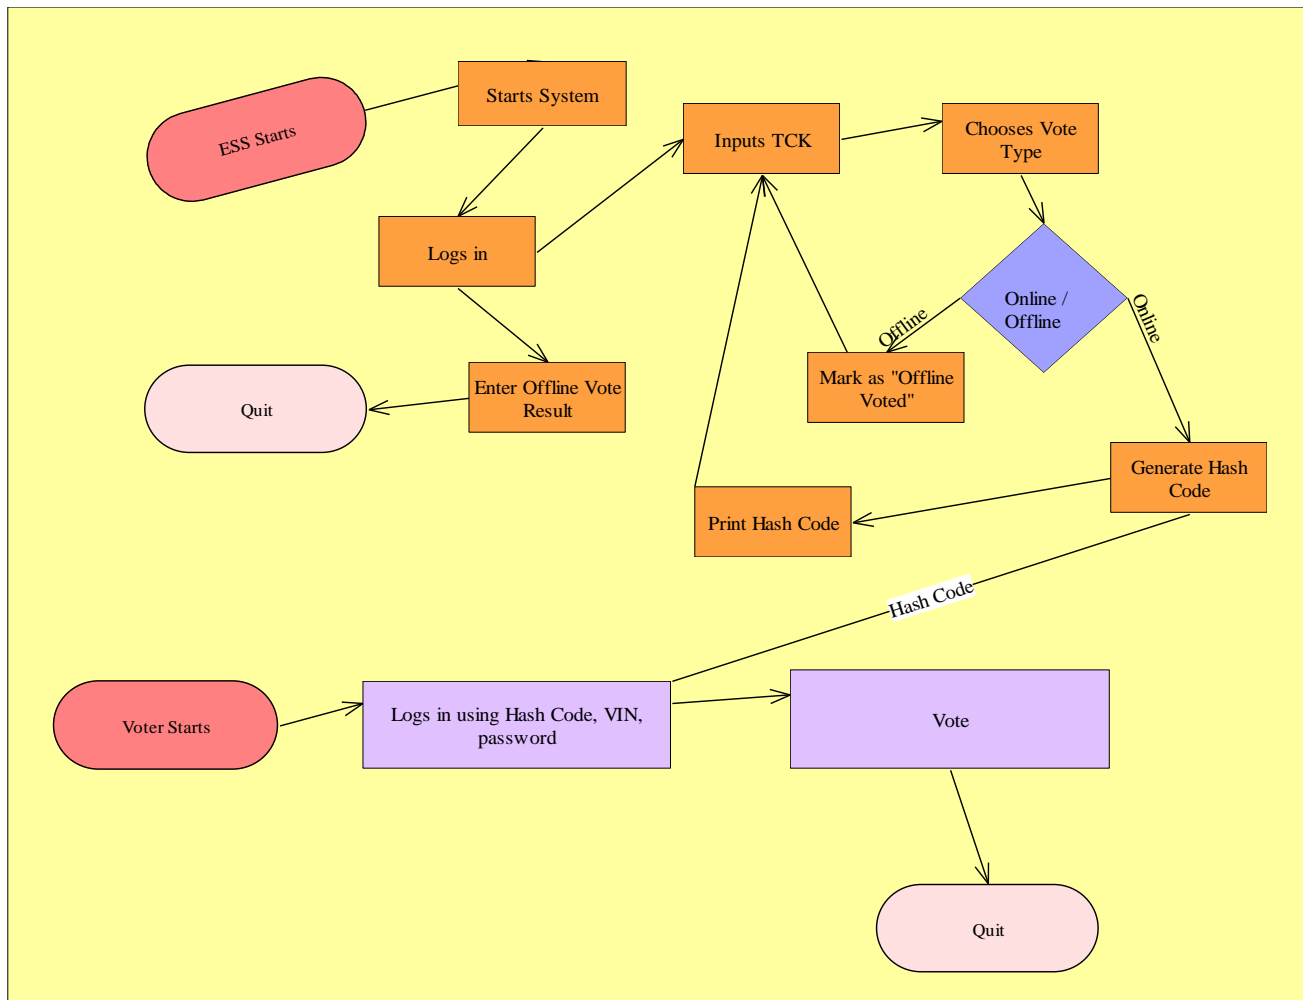 ESS Starts
Starts System
Inputs TCK
Chooses Vote
Type
Logs in
Online /
Offline
Offline
Online
Enter Offline Vote
Result
Quit
Mark as "Offline
Voted"
Generate Hash
Code
Print Hash Code
Hash Code
Voter Starts
Logs in using Hash Code, VIN,
password
Vote
Quit